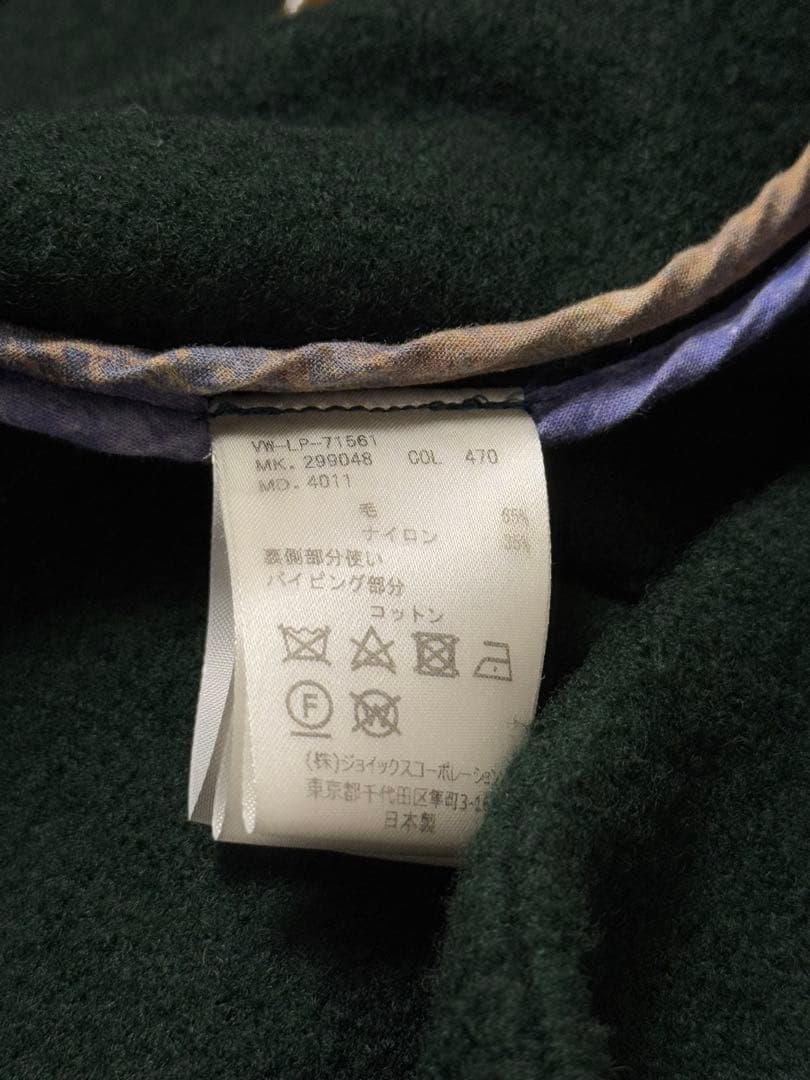 VW-LP-71561
MK. 299048 COL 470
MD. 4011
毛 65%
ナイロン 35%
裏側部分使い
パイピング部分
コットン
F
W
(株)ジョイックスコーポレーション
東京都千代田区隼町3-16
日本製